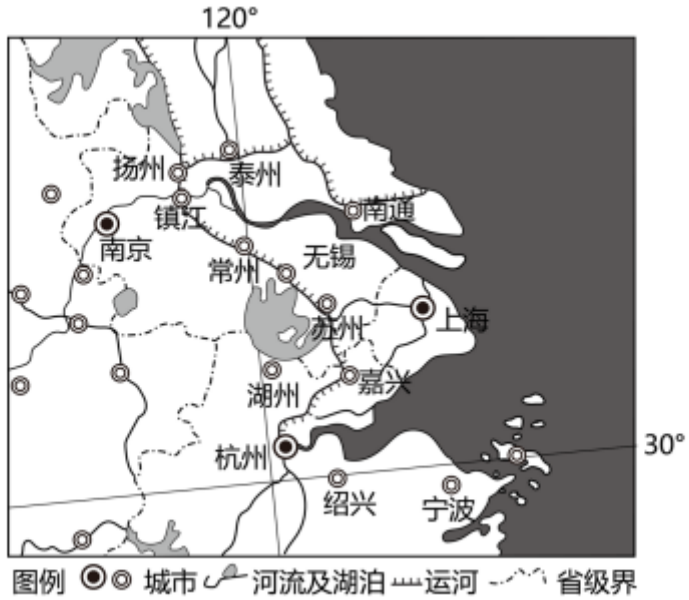 120°
扬州
泰州
镇江
南通
南京
常州
无锡
苏州
上海
湖州
嘉兴
杭州
30°
绍兴
宁波
图例 城市 河流及湖泊 运河 省级界